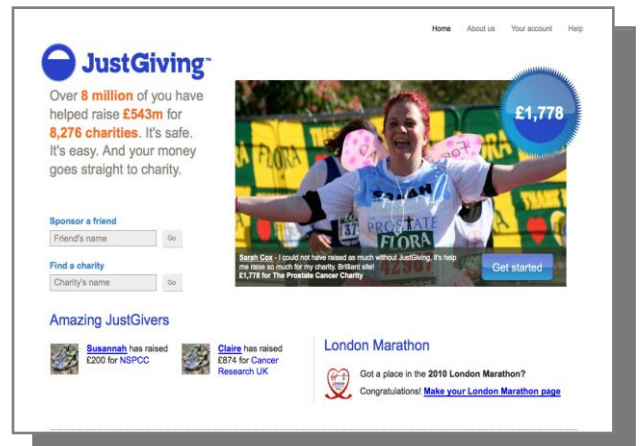 Home About us Your account Help
JustGiving™
Over 8 million of you have
helped raise £543m for
8,276 charities. It's safe.
It's easy. And your money
goes straight to charity.
£1,778
FLORA
SARAH
PROSTATE
FLORA
42987
Sarah Cox - I could not have raised as much without JustGiving, it's help
me raise so much for my charity. Brilliant site!
£1,778 for The Prostate Cancer Charity
Get started
Sponsor a friend
Friend's name Go
Find a charity
Charity's name Go
Amazing JustGivers
Susannah has raised
£200 for NSPCC
Claire has raised
£874 for Cancer
Research UK
London Marathon
Got a place in the 2010 London Marathon?
Congratulations! Make your London Marathon page